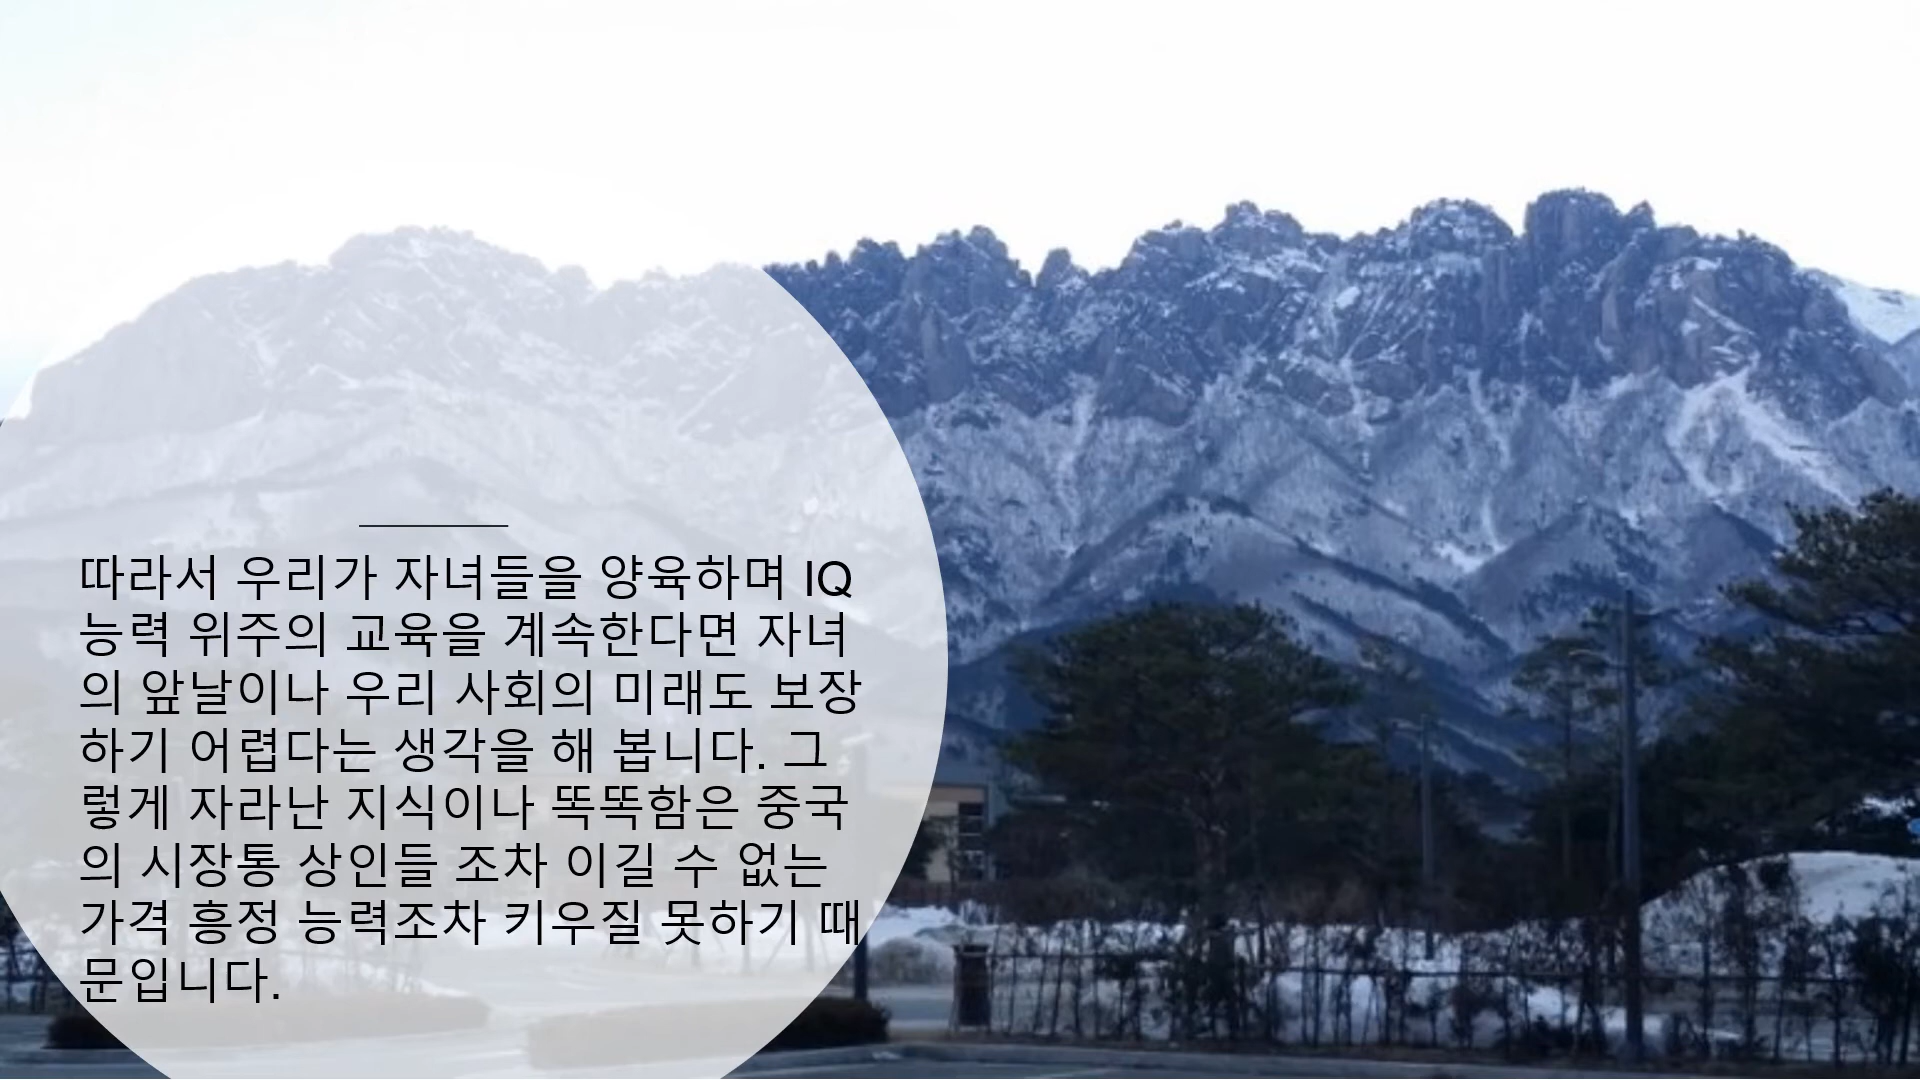 따라서 우리가 자녀들을 양육하며 IQ
능력 위주의 교육을 계속한다면 자녀
의 앞날이나 우리 사회의 미래도 보장
하기 어렵다는 생각을 해 봅니다. 그
렇게 자라난 지식이나 똑똑함은 중국
의 시장통 상인들 조차 이길 수 없는
가격 흥정 능력조차 키우질 못하기 때
문입니다.